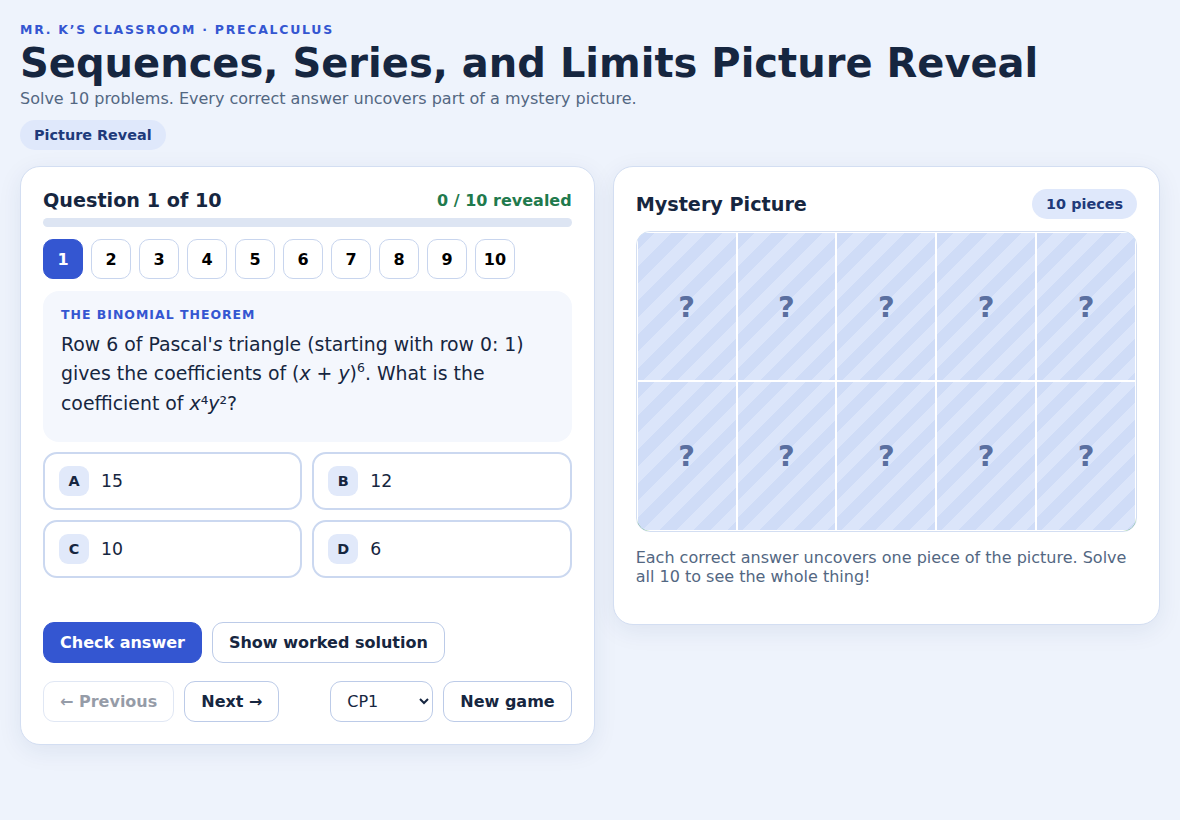 MR. K’S CLASSROOM · PRECALCULUS
Sequences, Series, and Limits Picture Reveal
Solve 10 problems. Every correct answer uncovers part of a mystery picture.
Picture Reveal
Question 1 of 10
0 / 10 revealed
1 2 3 4 5 6 7 8 9 10
THE BINOMIAL THEOREM
Row 6 of Pascal's triangle (starting with row 0: 1)
gives the coefficients of (x + y)⁶. What is the
coefficient of x⁴y²?
A 15
B 12
C 10
D 6
Check answer
Show worked solution
← Previous
Next →
CP1
New game
Mystery Picture
10 pieces
? ? ? ? ?
? ? ? ? ?
Each correct answer uncovers one piece of the picture. Solve
all 10 to see the whole thing!